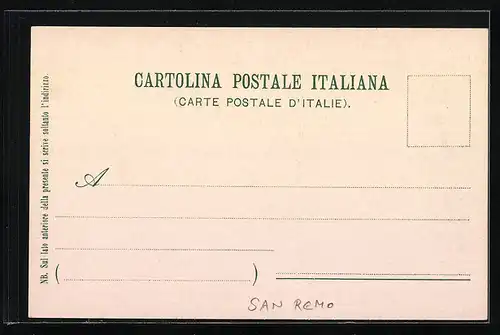 CARTOLINA POSTALE ITALIANA
(CARTE POSTALE D'ITALIE).
NB. Sul lato anteriore della presente si scrive soltanto l'indirizzo.
A
( )
SAN REMO